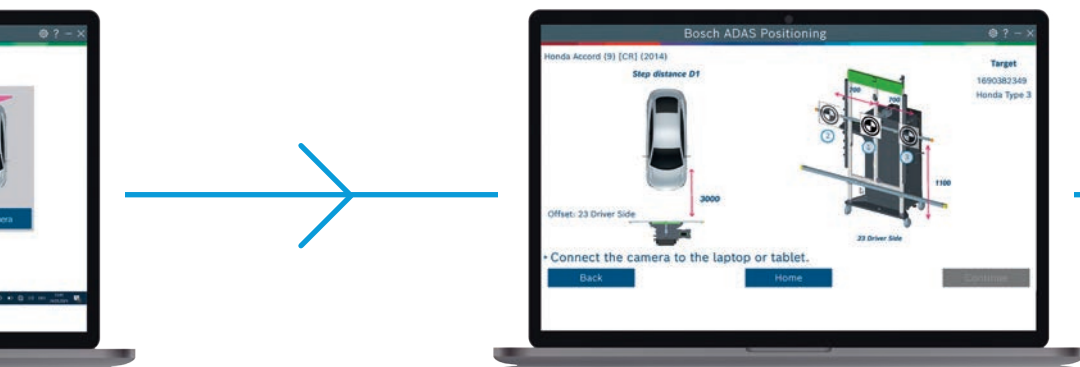 Bosch ADAS Positioning
? - ×
? - ×
Honda Accord (9) [CR] (2014)
Step distance D1
Target
1690382349
Honda Type 3
700
700
2
3
1100
3000
Offset: 23 Driver Side
23 Driver Side
• Connect the camera to the laptop or tablet.
Back
Home
Continue